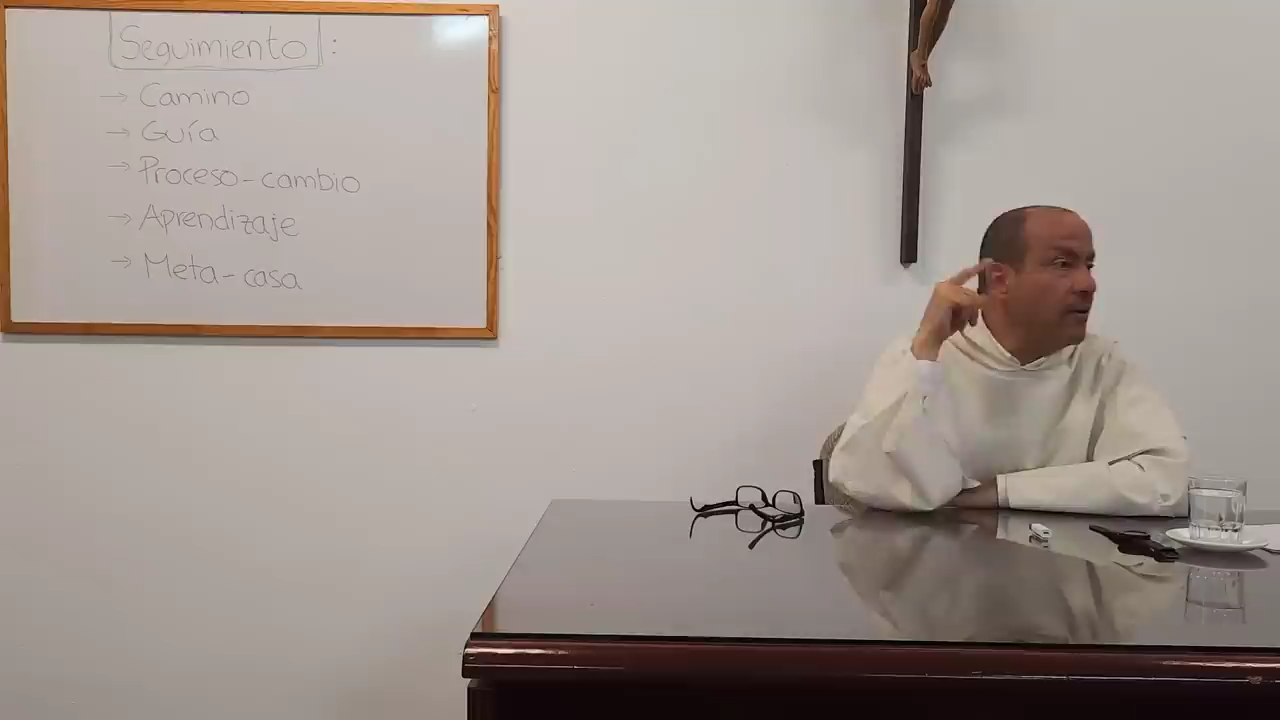 Seguimiento:
→ Camino
→ Guía
→ Proceso-cambio
→ Aprendizaje
→ Meta-casa